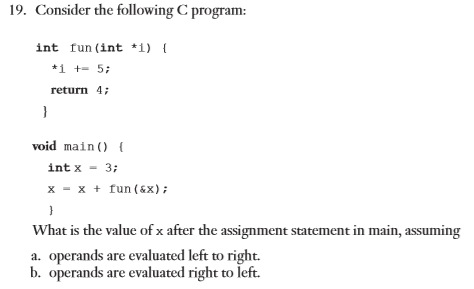 19. Consider the following C program:
int fun(int *i) {
*i += 5;
return 4;
}
void main() {
int x = 3;
x = x + fun(&x);
}
What is the value of x after the assignment statement in main, assuming
a. operands are evaluated left to right.
b. operands are evaluated right to left.